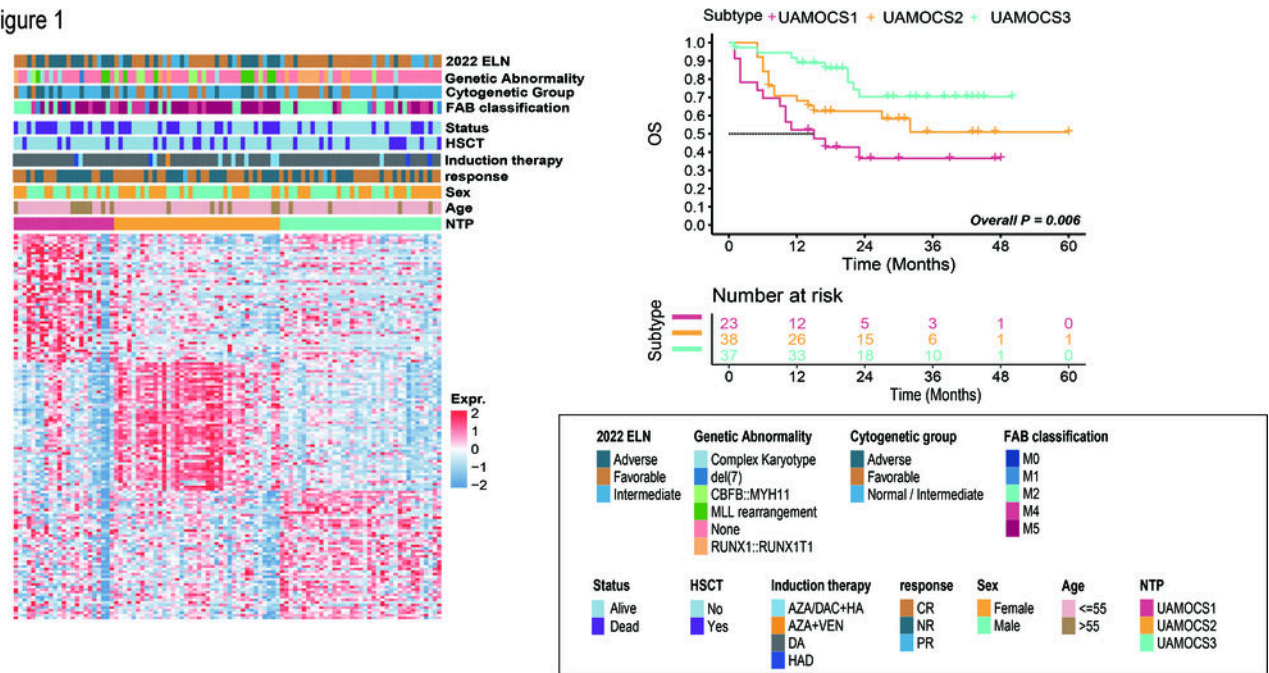 igure 1
2022 ELN
Genetic Abnormality
Cytogenetic Group
FAB classification
Status
HSCT
Induction therapy
response
Sex
Age
NTP
Expr.
2
1
0
−1
−2
Subtype UAMOCS1 UAMOCS2 UAMOCS3
OS
1.0
0.9
0.8
0.7
0.6
0.5
0.4
0.3
0.2
0.1
0.0
Overall P = 0.006
0 12 24 36 48 60
Time (Months)
Number at risk
Subtype
23 12 5 3 1 0
38 26 15 6 1 1
37 33 18 10 1 0
0 12 24 36 48 60
Time (Months)
2022 ELN
Adverse
Favorable
Intermediate
Genetic Abnormality
Complex Karyotype
del(7)
CBFB::MYH11
MLL rearrangement
None
RUNX1::RUNX1T1
Cytogenetic group
Adverse
Favorable
Normal / Intermediate
FAB classification
M0
M1
M2
M4
M5
Status
Alive
Dead
HSCT
No
Yes
Induction therapy
AZA/DAC+HA
AZA+VEN
DA
HAD
response
CR
NR
PR
Sex
Female
Male
Age
<=55
>55
NTP
UAMOCS1
UAMOCS2
UAMOCS3